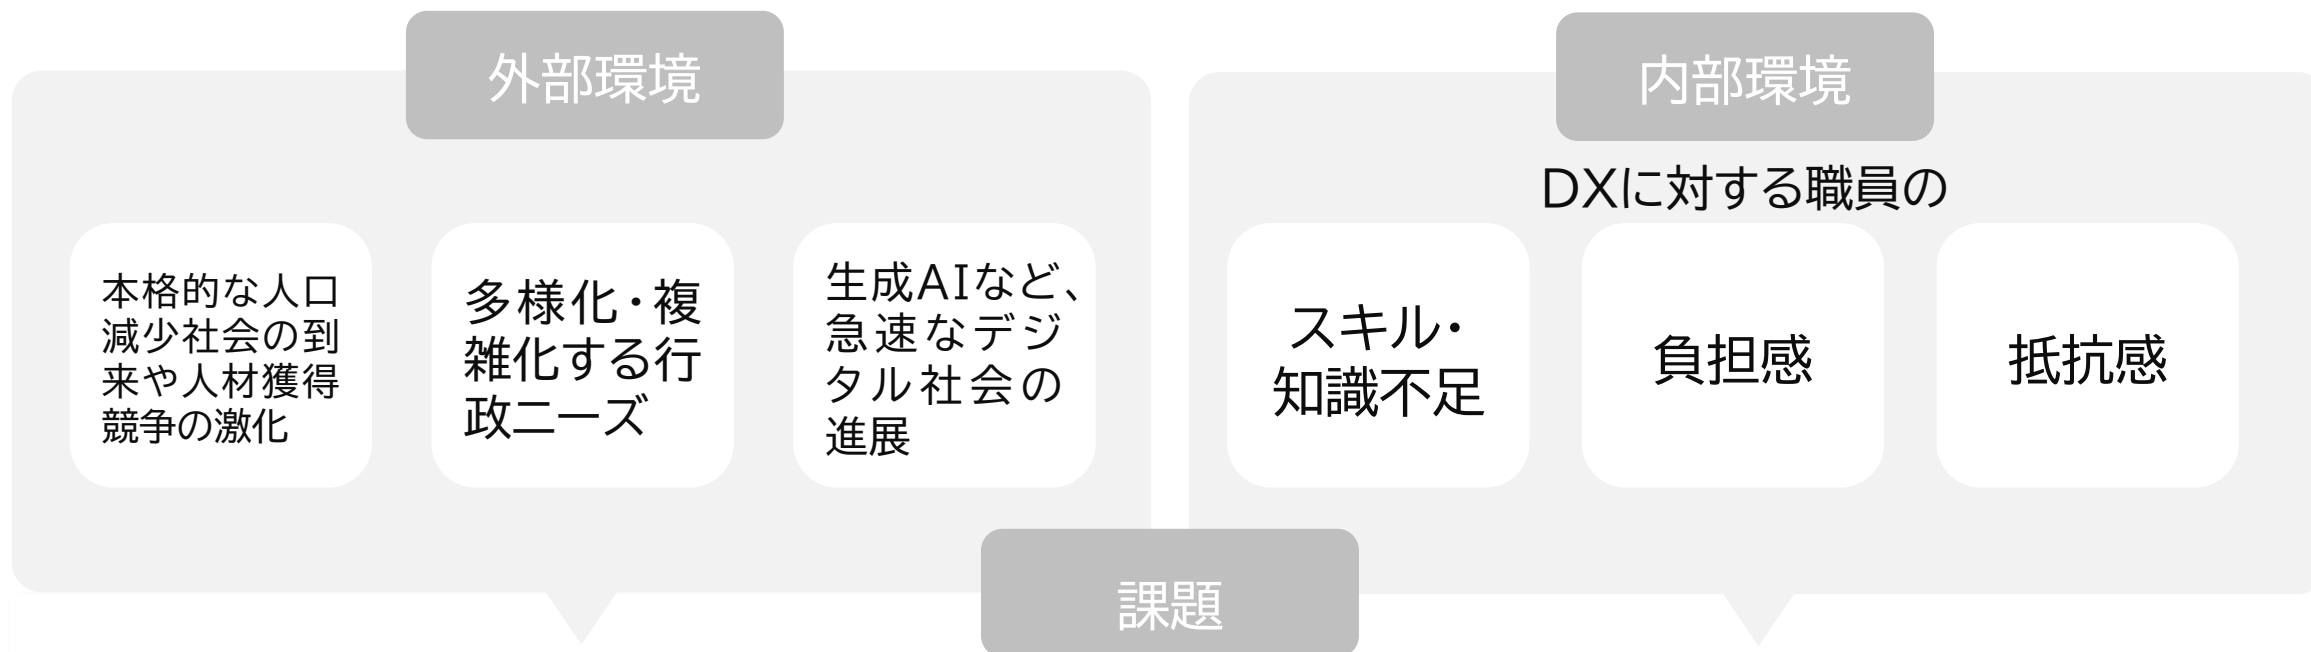 外部環境
本格的な人口
減少社会の到
来や人材獲得
競争の激化
多様化・複
雑化する行
政ニーズ
生成AIなど、
急速なデジ
タル社会の
進展
内部環境
DXに対する職員の
スキル・
知識不足
負担感
抵抗感
課題